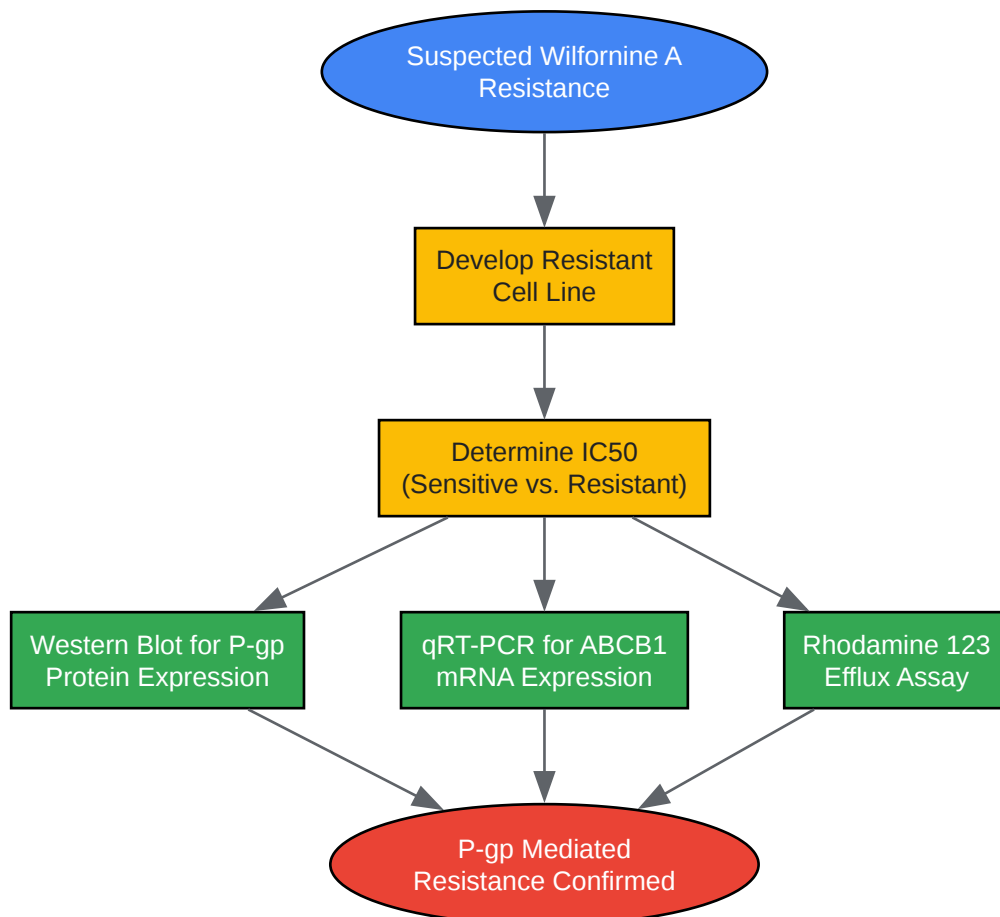 Suspected Wilfornine A
Resistance
Develop Resistant
Cell Line
Determine IC50
(Sensitive vs. Resistant)
Western Blot for P-gp
Protein Expression
qRT-PCR for ABCB1
mRNA Expression
Rhodamine 123
Efflux Assay
P-gp Mediated
Resistance Confirmed